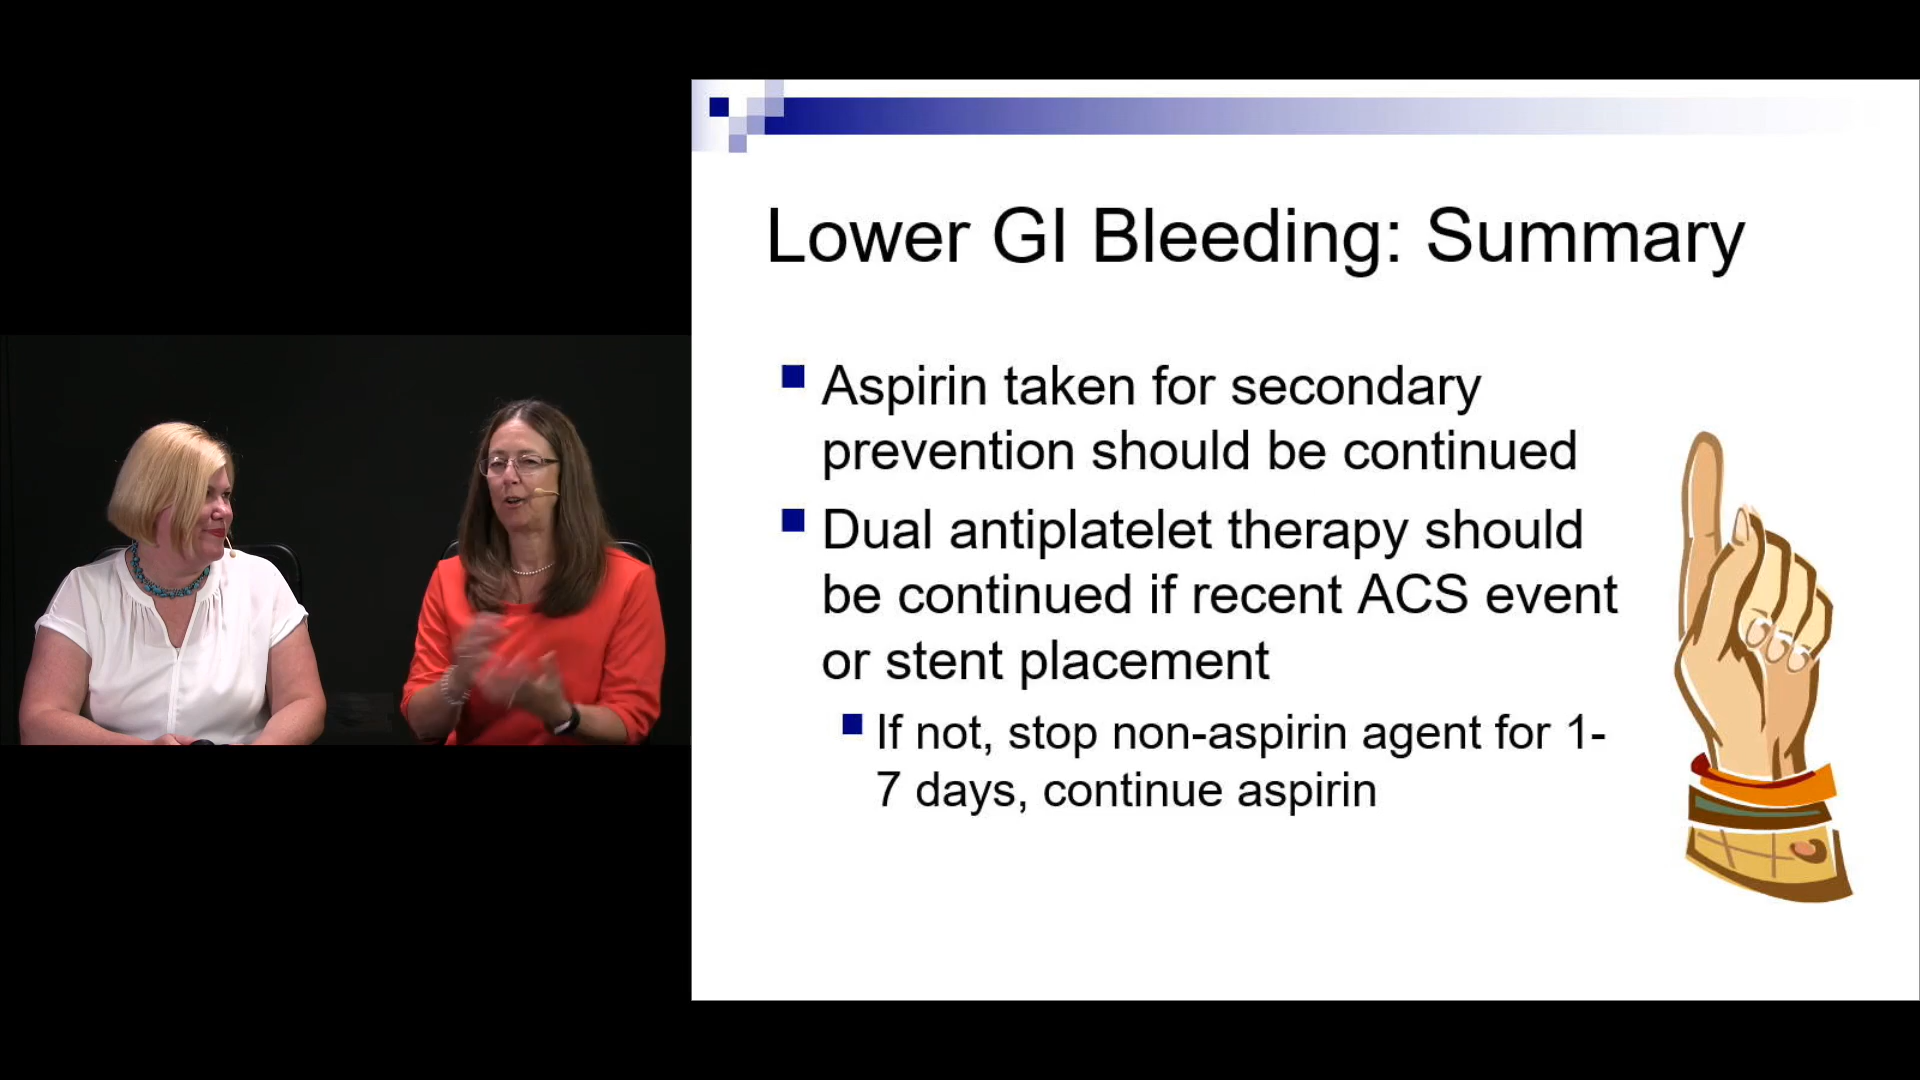 Lower GI Bleeding: Summary
Aspirin taken for secondary
prevention should be continued
Dual antiplatelet therapy should
be continued if recent ACS event
or stent placement
If not, stop non-aspirin agent for 1-
7 days, continue aspirin